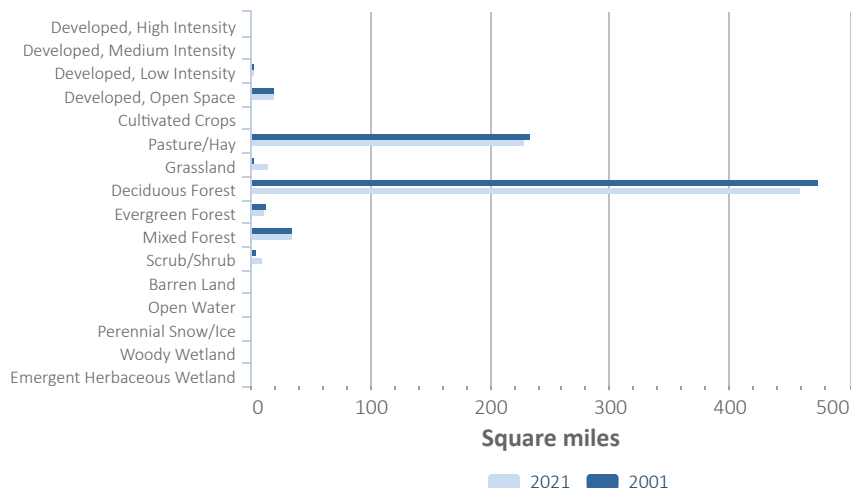 Developed, High Intensity
Developed, Medium Intensity
Developed, Low Intensity
Developed, Open Space
Cultivated Crops
Pasture/Hay
Grassland
Deciduous Forest
Evergreen Forest
Mixed Forest
Scrub/Shrub
Barren Land
Open Water
Perennial Snow/Ice
Woody Wetland
Emergent Herbaceous Wetland
0 100 200 300 400 500
Square miles
2021 2001